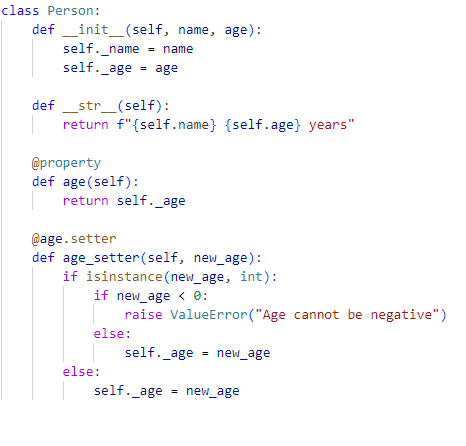 class Person:
    def __init__(self, name, age):
        self._name = name
        self._age = age

    def __str__(self):
        return f"{self.name} {self.age} years"

    @property
    def age(self):
        return self._age

    @age.setter
    def age_setter(self, new_age):
        if isinstance(new_age, int):
            if new_age < 0:
                raise ValueError("Age cannot be negative")
            else:
                self._age = new_age
        else:
            self._age = new_age